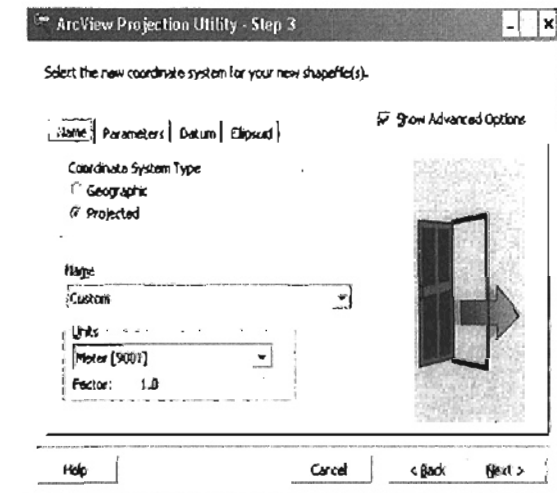 ArcView Projection Utility - Step 3
Select the new coordinate system for your new shapefile(s).
Name Parameters Datum Ellipsoid
Show Advanced Options
Coordinate System Type
Geographic
Projected
Name
Custom
Units
Meter [9001]
Factor: 1.0
Help Cancel < Back Next >